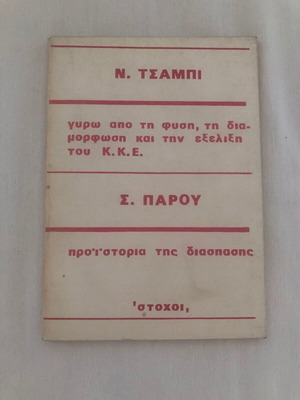 Ν. ΤΣΑΜΠΙ
γυρω απο τη φυση, τη δια-
μορφωση και την εξελιξη
του Κ.Κ.Ε.
Σ. ΠΑΡΟΥ
προ'ι'στορια της διασπασης
'στοχοι,